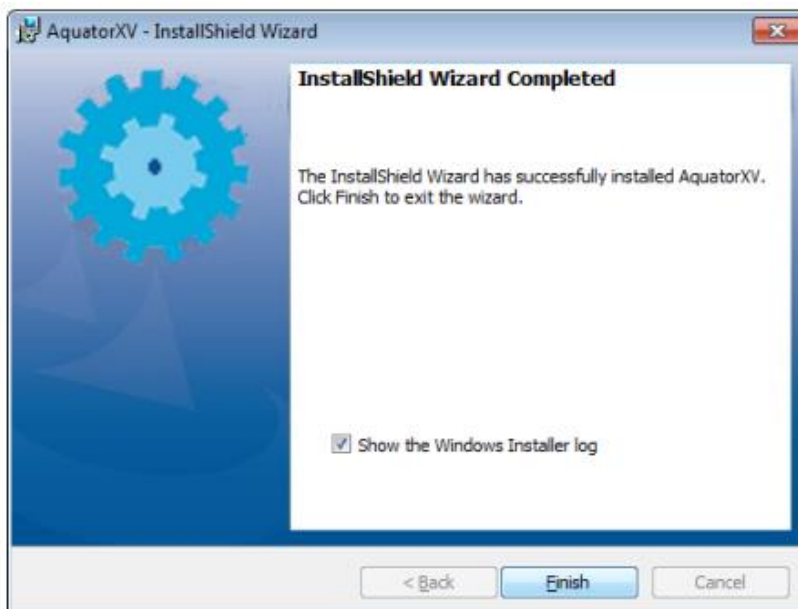 AquatorXV - InstallShield Wizard
InstallShield Wizard Completed
The InstallShield Wizard has successfully installed AquatorXV.
Click Finish to exit the wizard.
Show the Windows Installer log
< Back
Finish
Cancel